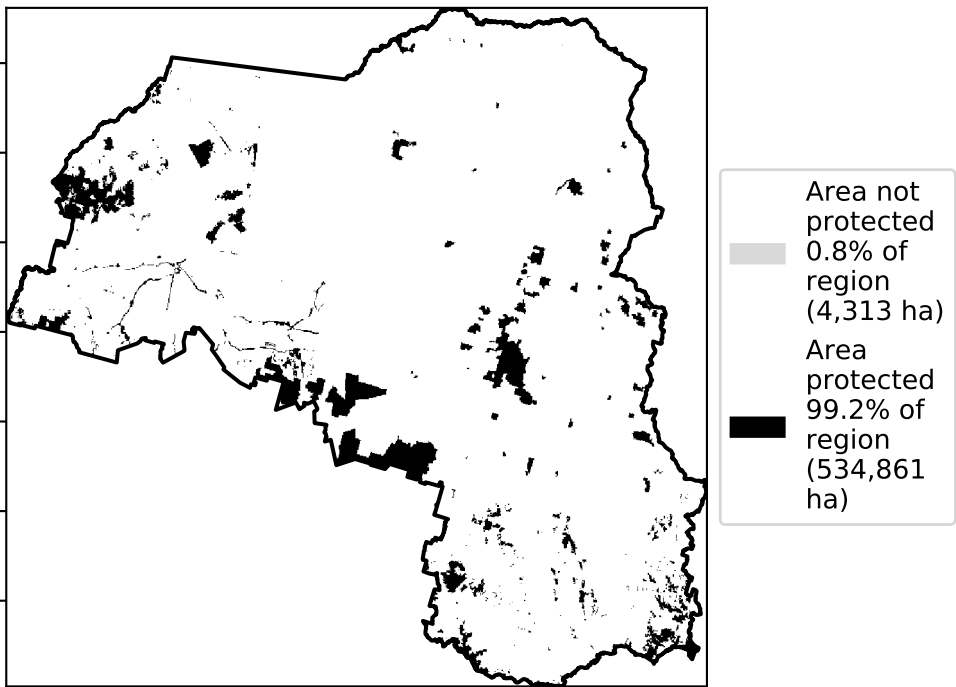 Area not
protected
0.8% of
region
(4,313 ha)
Area
protected
99.2% of
region
(534,861
ha)